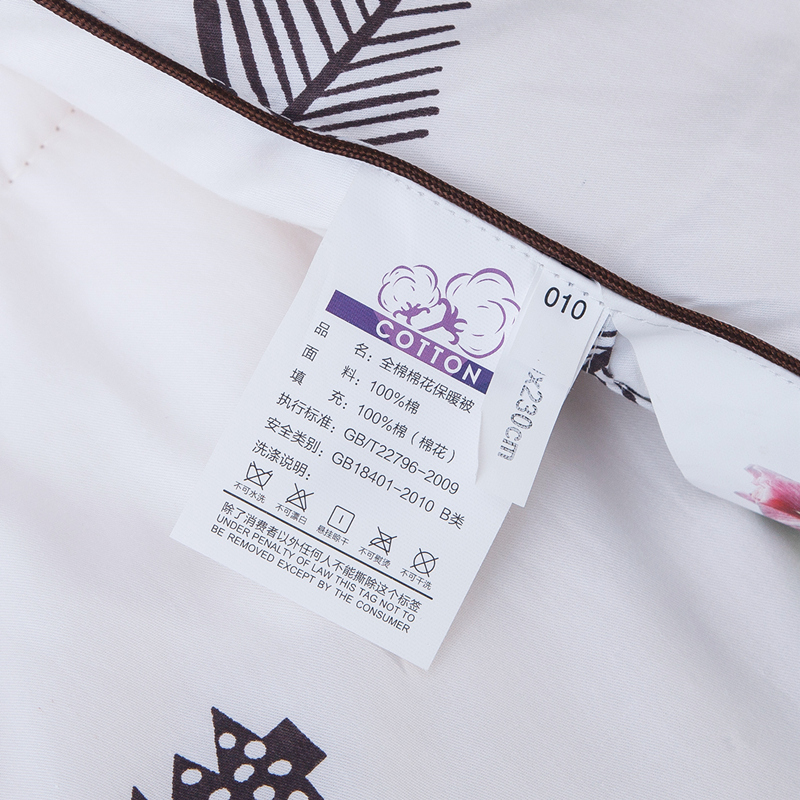 COTTON
品 名：全棉棉花保暖被
面 料：100%棉
填 充：100%棉（棉花）
执行标准：GB/T22796-2009
安全类别：GB18401-2010 B类
洗涤说明：
不可水洗 不可漂白 悬挂晾干 不可熨烫 不可干洗
除了消费者以外任何人不能撕除这个标签
UNDER PENALTY OF LAW THIS TAG NOT TO
BE REMOVED EXCEPT BY THE CONSUMER
010
X230cm